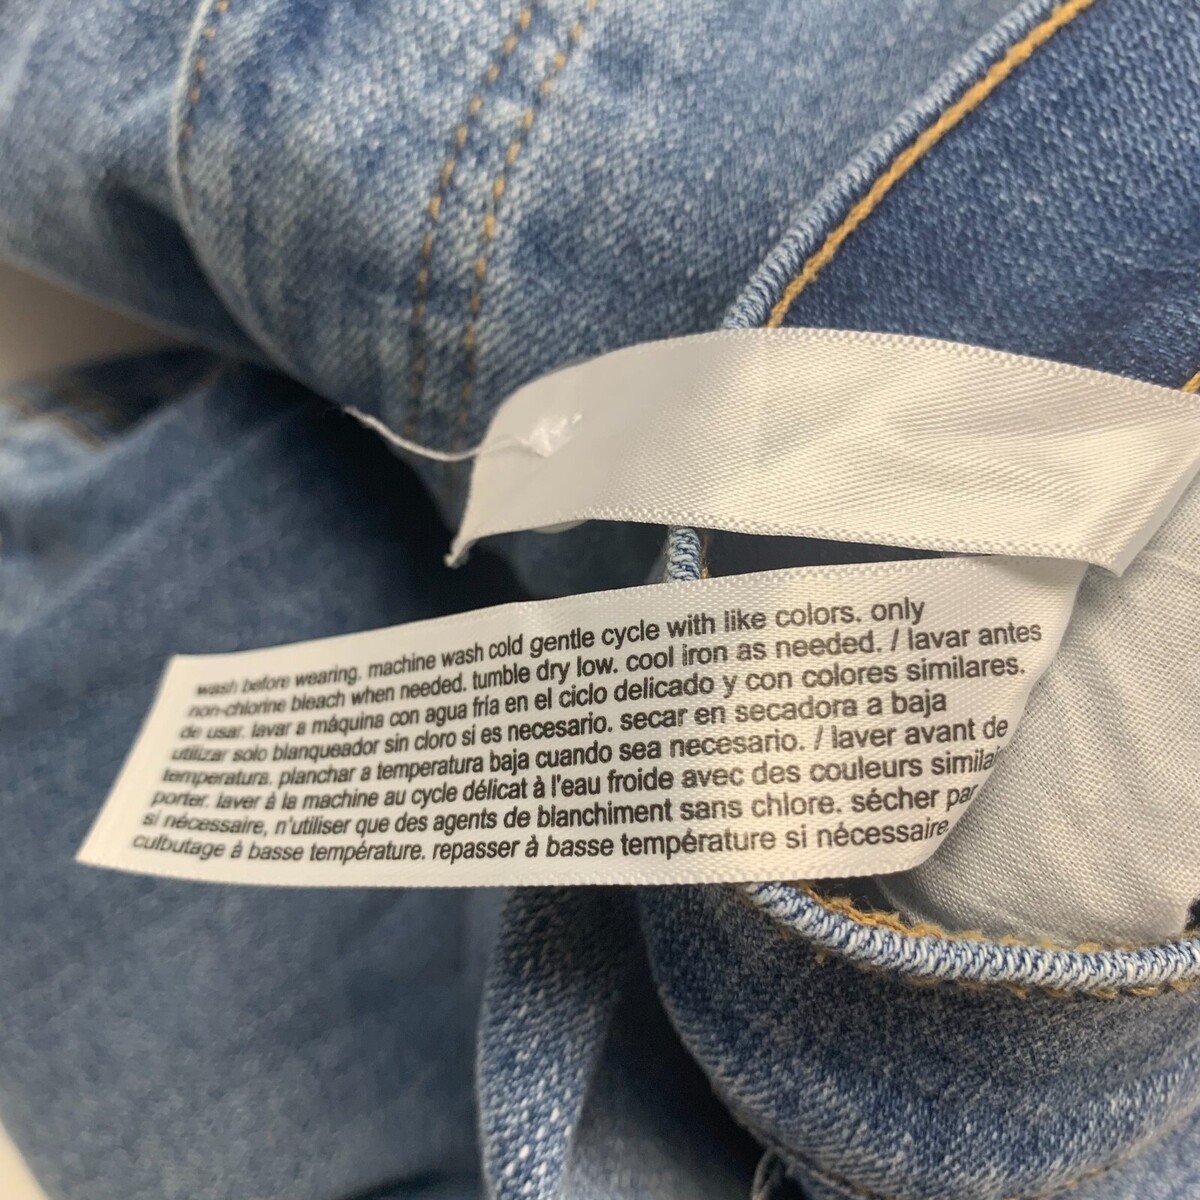 wash before wearing. machine wash cold gentle cycle with like colors. only
non-chlorine bleach when needed. tumble dry low. cool iron as needed. / lavar antes
de usar. lavar a máquina con agua fría en el ciclo delicado y con colores similares.
utilizar solo blanqueador sin cloro si es necesario. secar en secadora a baja
temperatura. planchar a temperatura baja cuando sea necesario. / laver avant de
porter. laver à la machine au cycle délicat à l'eau froide avec des couleurs similai
si nécessaire, n'utiliser que des agents de blanchiment sans chlore. sécher par
culbutage à basse température. repasser à basse température si nécessaire.